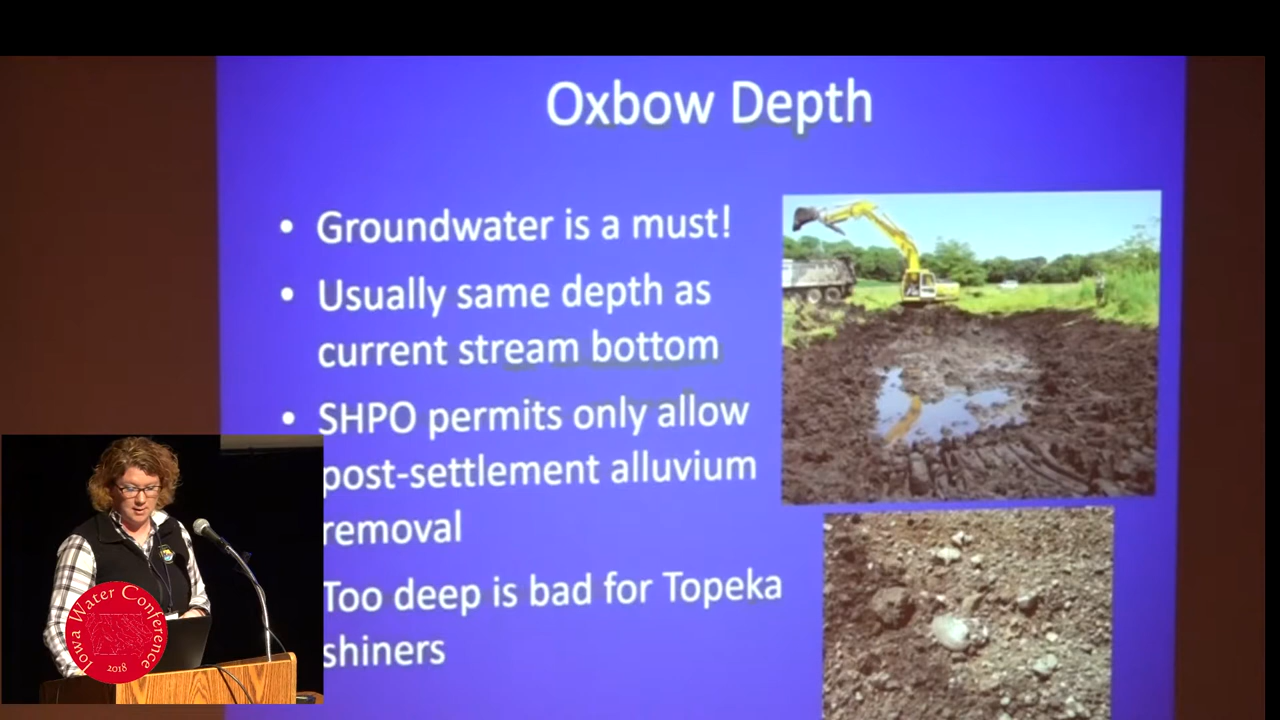 Oxbow Depth
• Groundwater is a must!
• Usually same depth as
current stream bottom
• SHPO permits only allow
post-settlement alluvium
removal
Too deep is bad for Topeka
shiners
Iowa Water Conference
2018